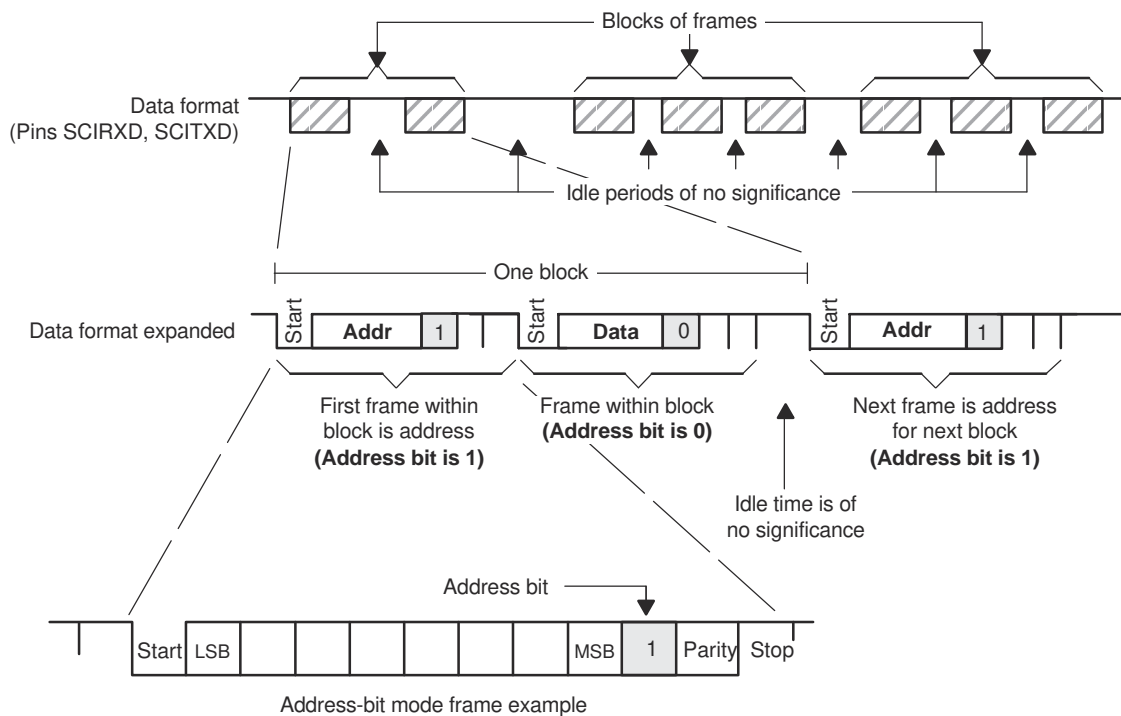 Blocks of frames
Data format
(Pins SCIRXD, SCITXD)
Idle periods of no significance
One block
Data format expanded
Start
Addr
1
Start
Data
0
Start
Addr
1
First frame within
block is address
(Address bit is 1)
Frame within block
(Address bit is 0)
Next frame is address
for next block
(Address bit is 1)
Idle time is of
no significance
Address bit
Start
LSB
MSB
1
Parity
Stop
Address-bit mode frame example